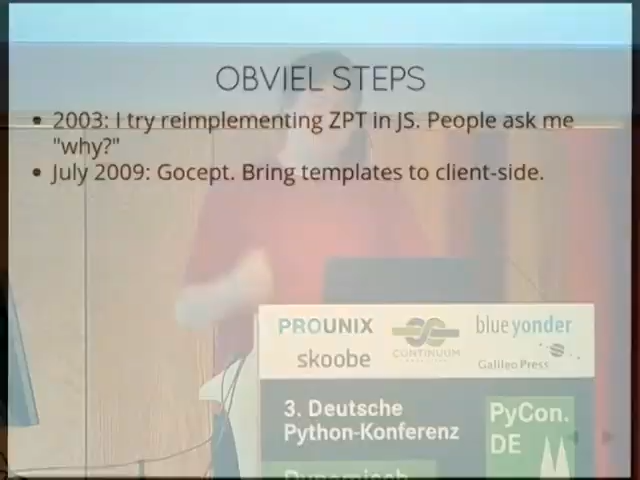 OBVIEL STEPS
• 2003: I try reimplementing ZPT in JS. People ask me
"why?"
• July 2009: Gocept. Bring templates to client-side.
PROUNIX
CONTINUUM
blue yonder
skoobe
Galileo Press
3. Deutsche
Python-Konferenz
PyCon.
DE
Dynamisch